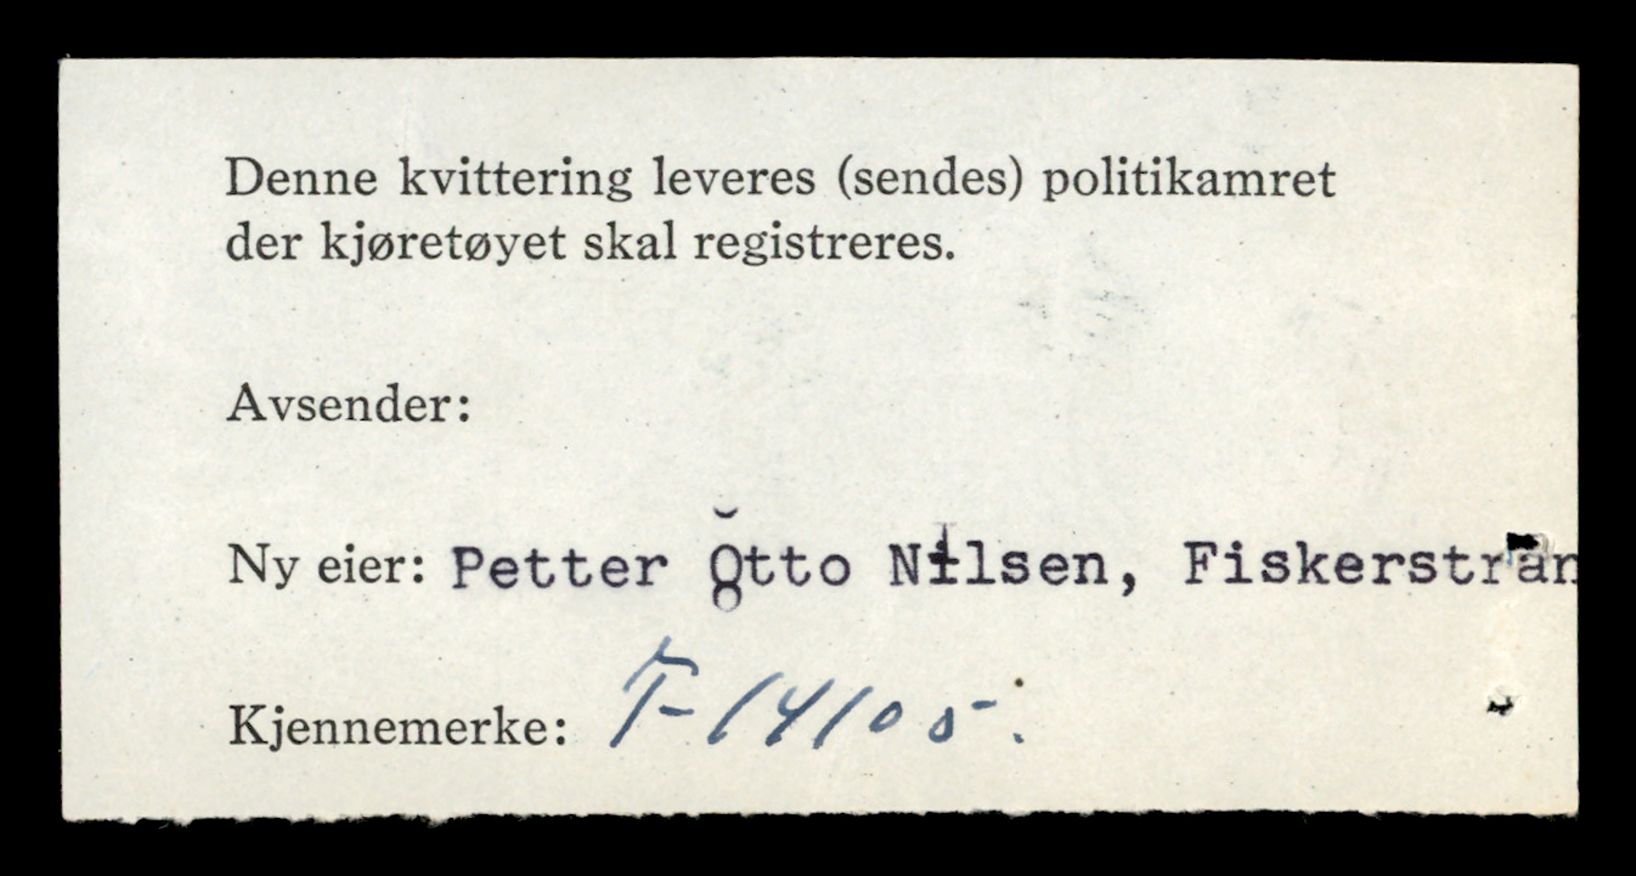 Denne kvittering leveres (sendes) politikamret
der kjøretøyet skal registreres.
Avsender:
Ny eier: Petter Otto Nilsen, Fiskerstran
Kjennemerke: T-14105.